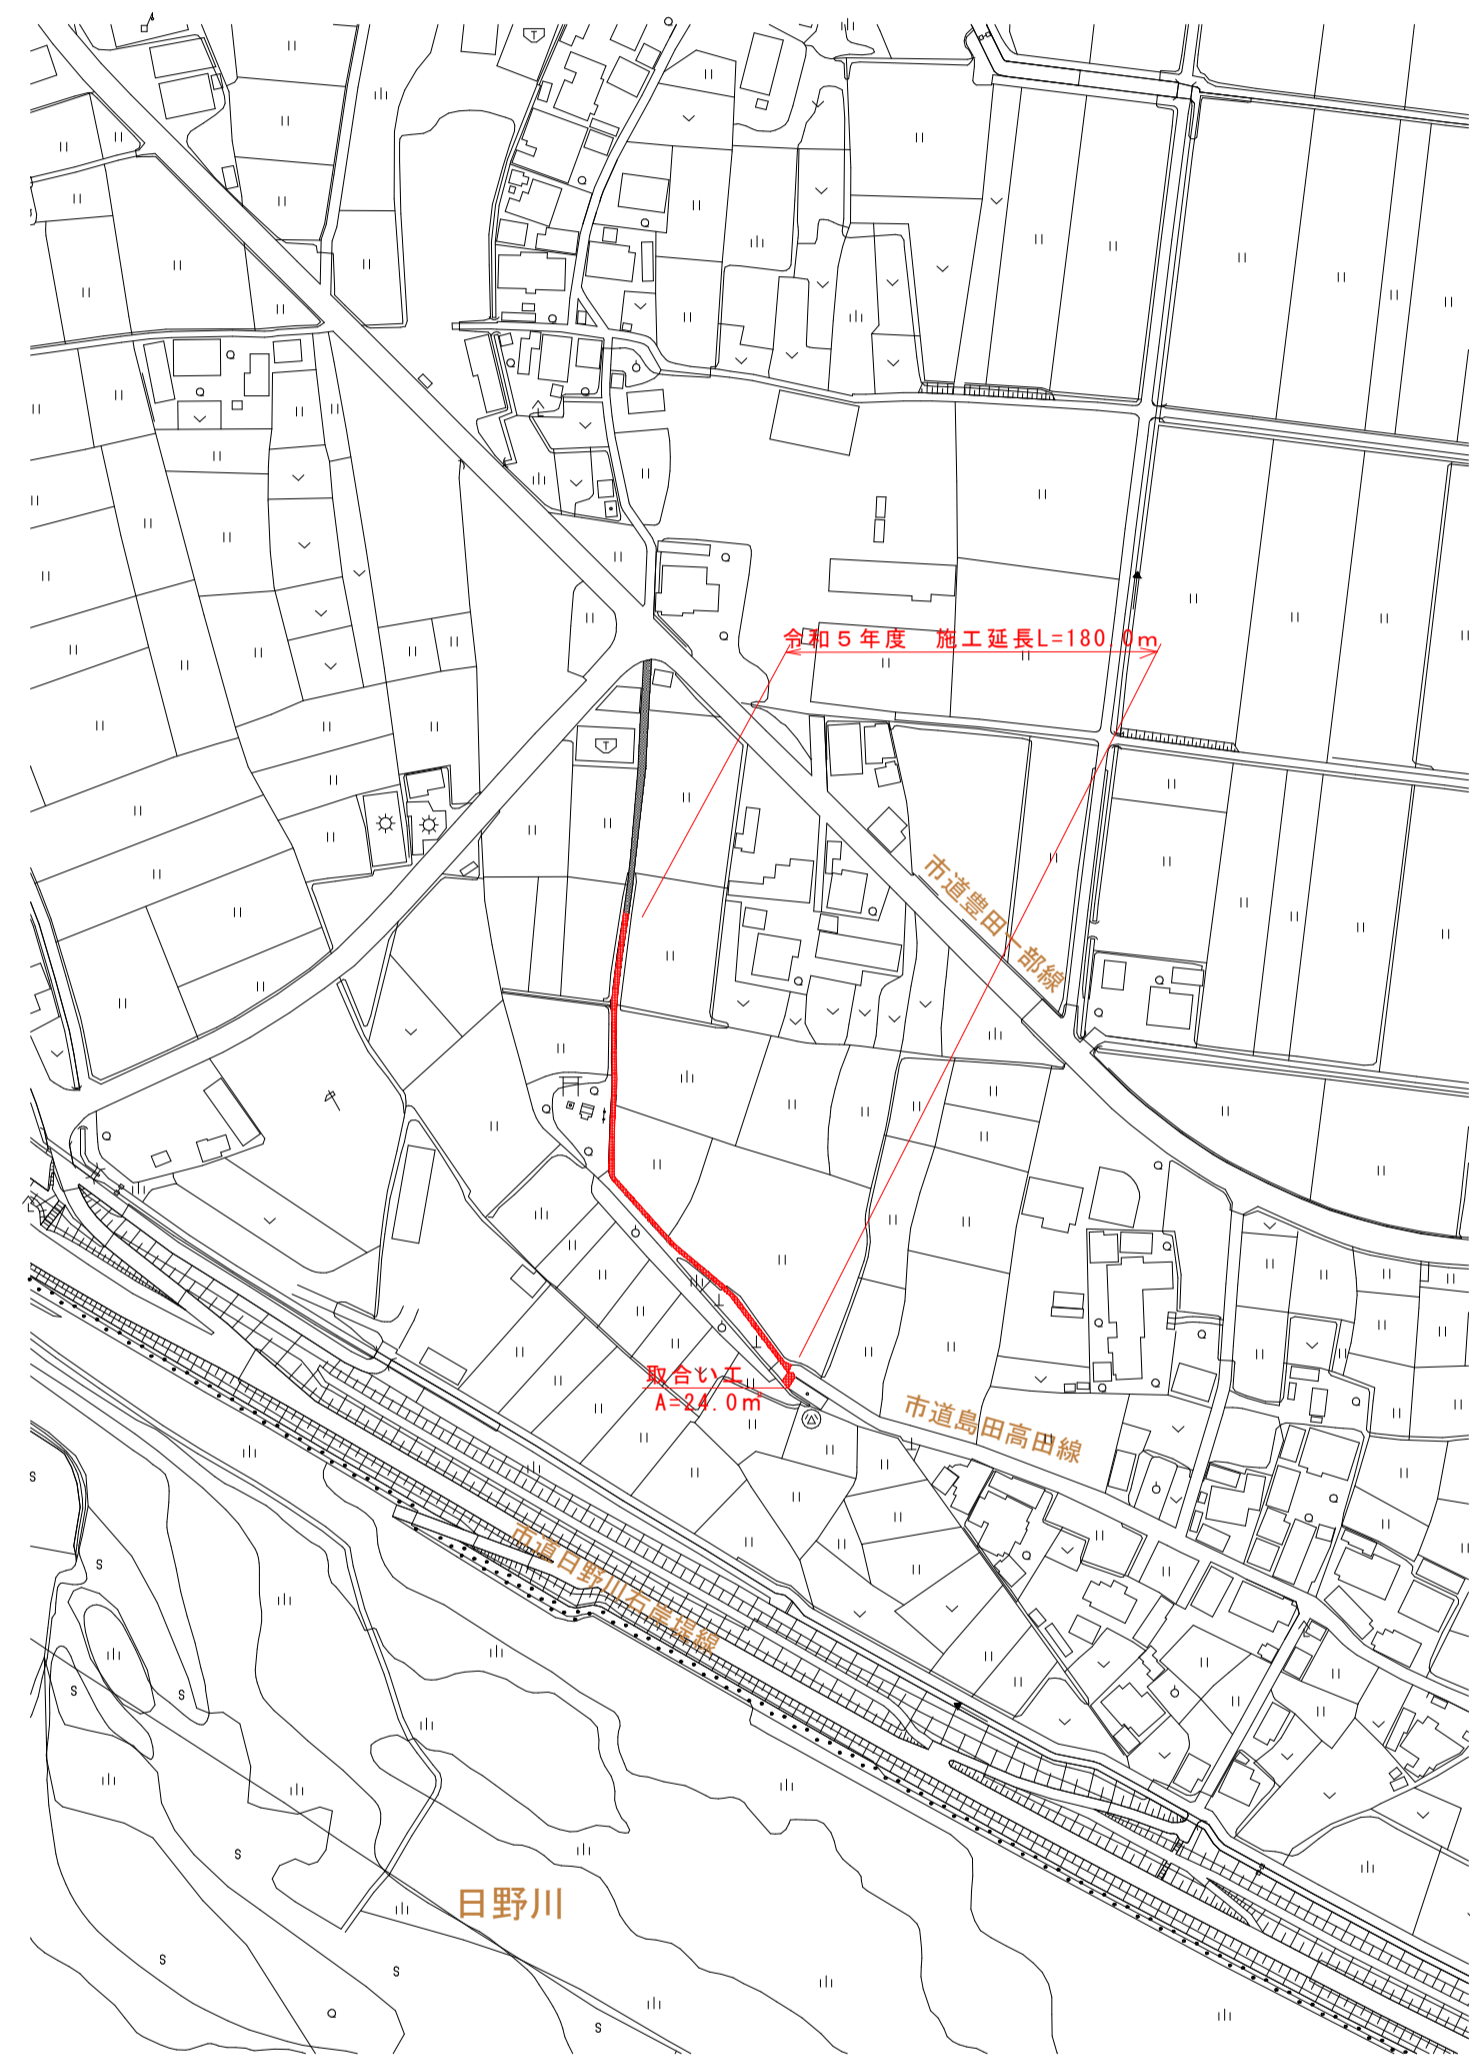 令和５年度　施工延長L=180.0m
市道豊田一部線
取合い工
A=24.0㎡
市道島田高田線
市道日野川右岸堤線
日野川